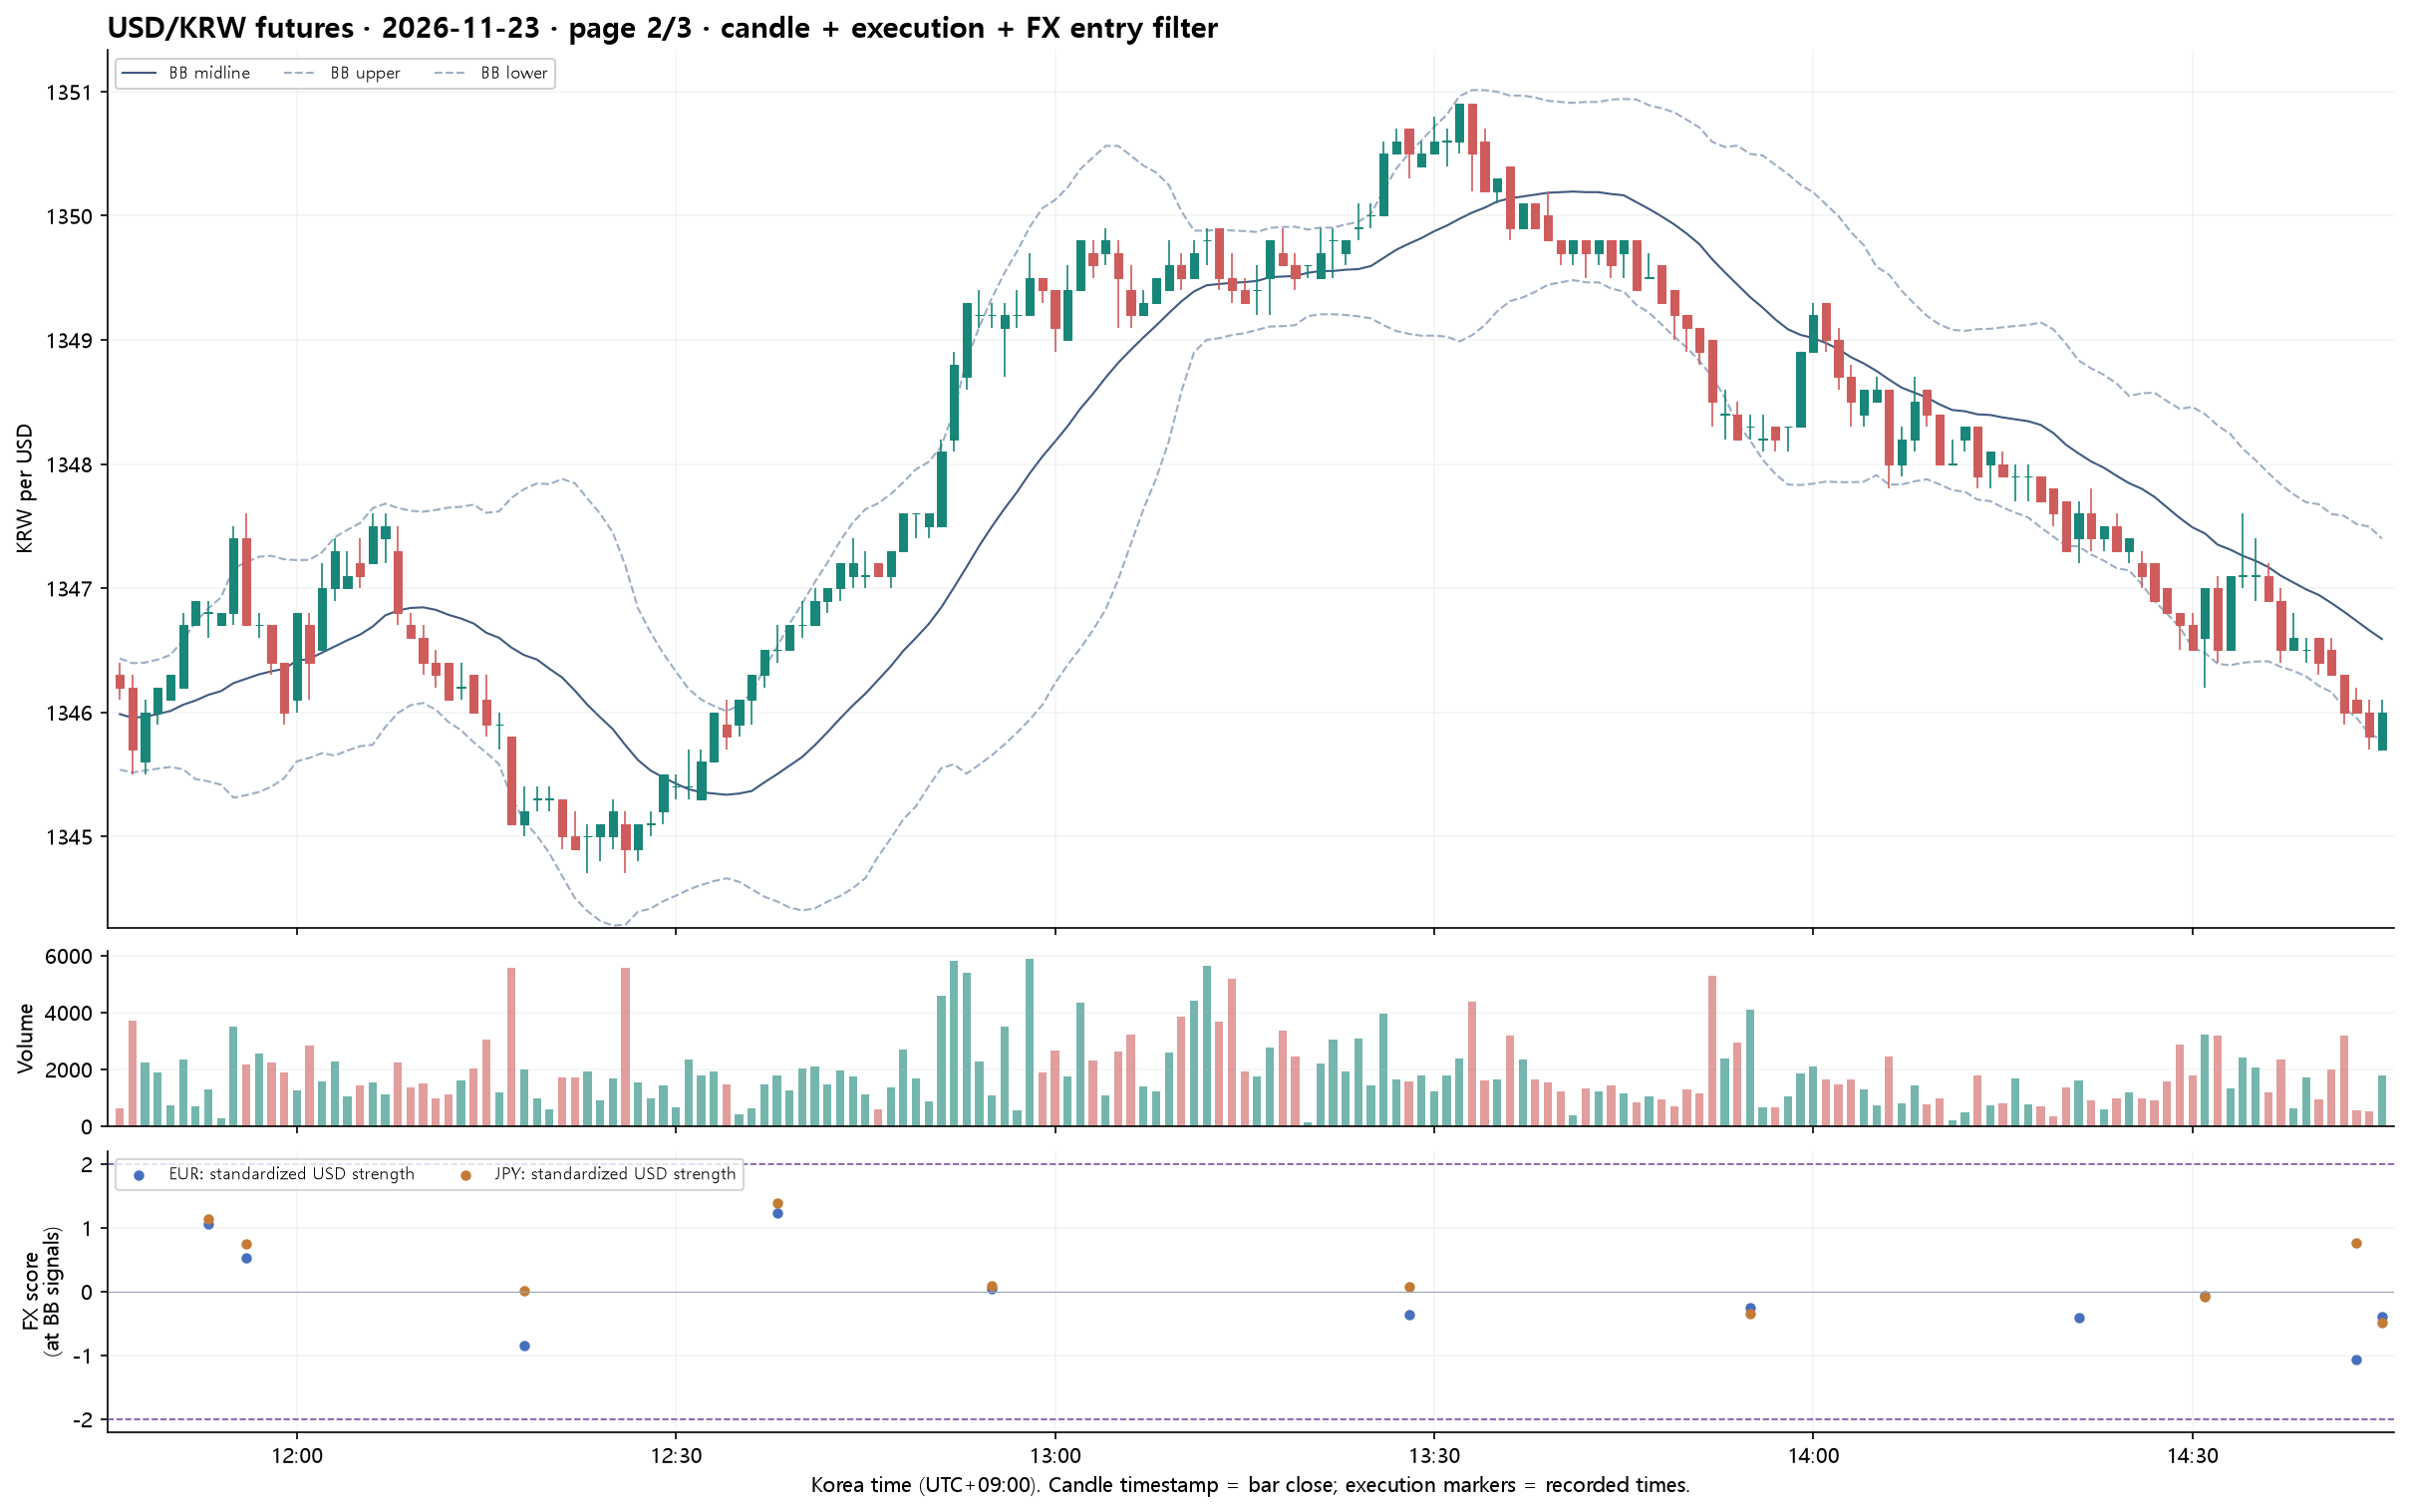 USD/KRW futures · 2026-11-23 · page 2/3 · candle + execution + FX entry filter
BB midline BB upper BB lower
1351
1350
1349
1348
1347
1346
1345
KRW per USD
6000
4000
2000
0
Volume
EUR: standardized USD strength JPY: standardized USD strength
2
1
0
-1
-2
FX score
(at BB signals)
12:00 12:30 13:00 13:30 14:00 14:30
Korea time (UTC+09:00). Candle timestamp = bar close; execution markers = recorded times.